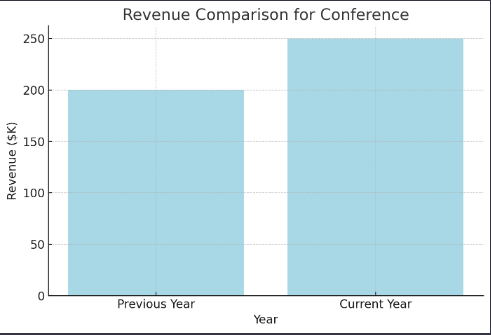 Revenue Comparison for Conference
250
200
150
100
50
0
Revenue ($K)
Previous Year
Current Year
Year